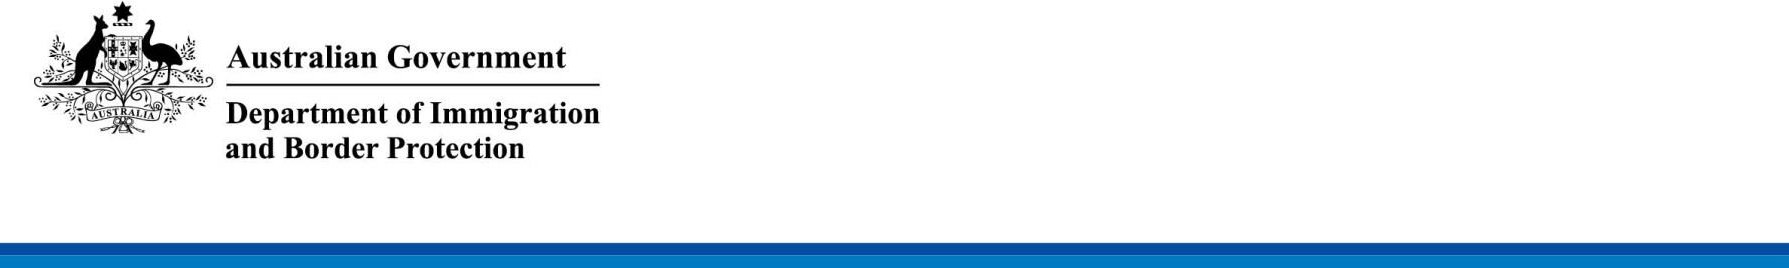 Australian Government
Department of Immigration
and Border Protection
AUSTRALIA